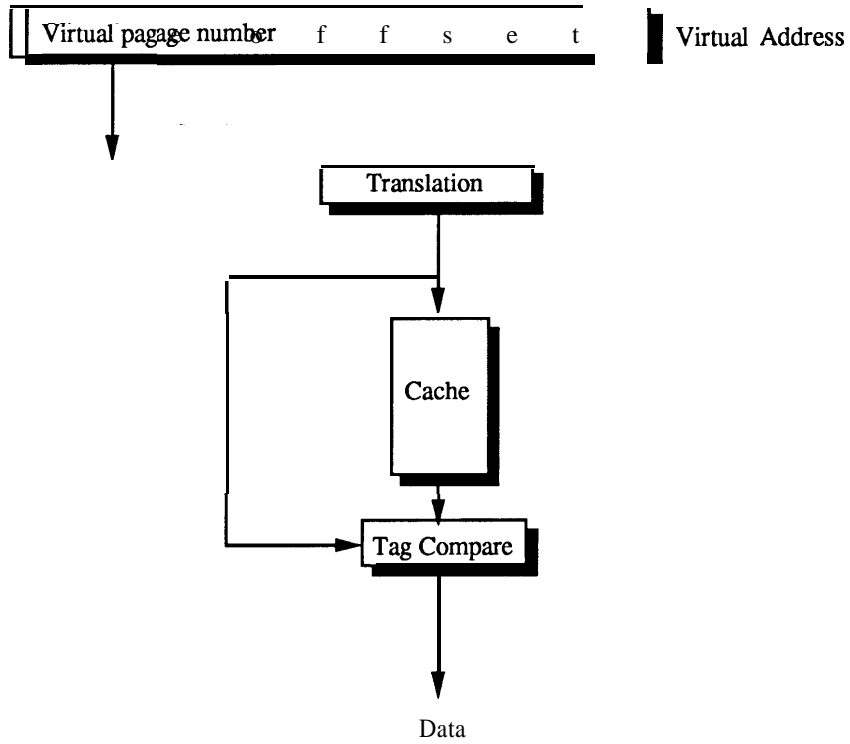 Virtual pagage number o f f s e t Virtual Address
Translation
Cache
Tag Compare
Data